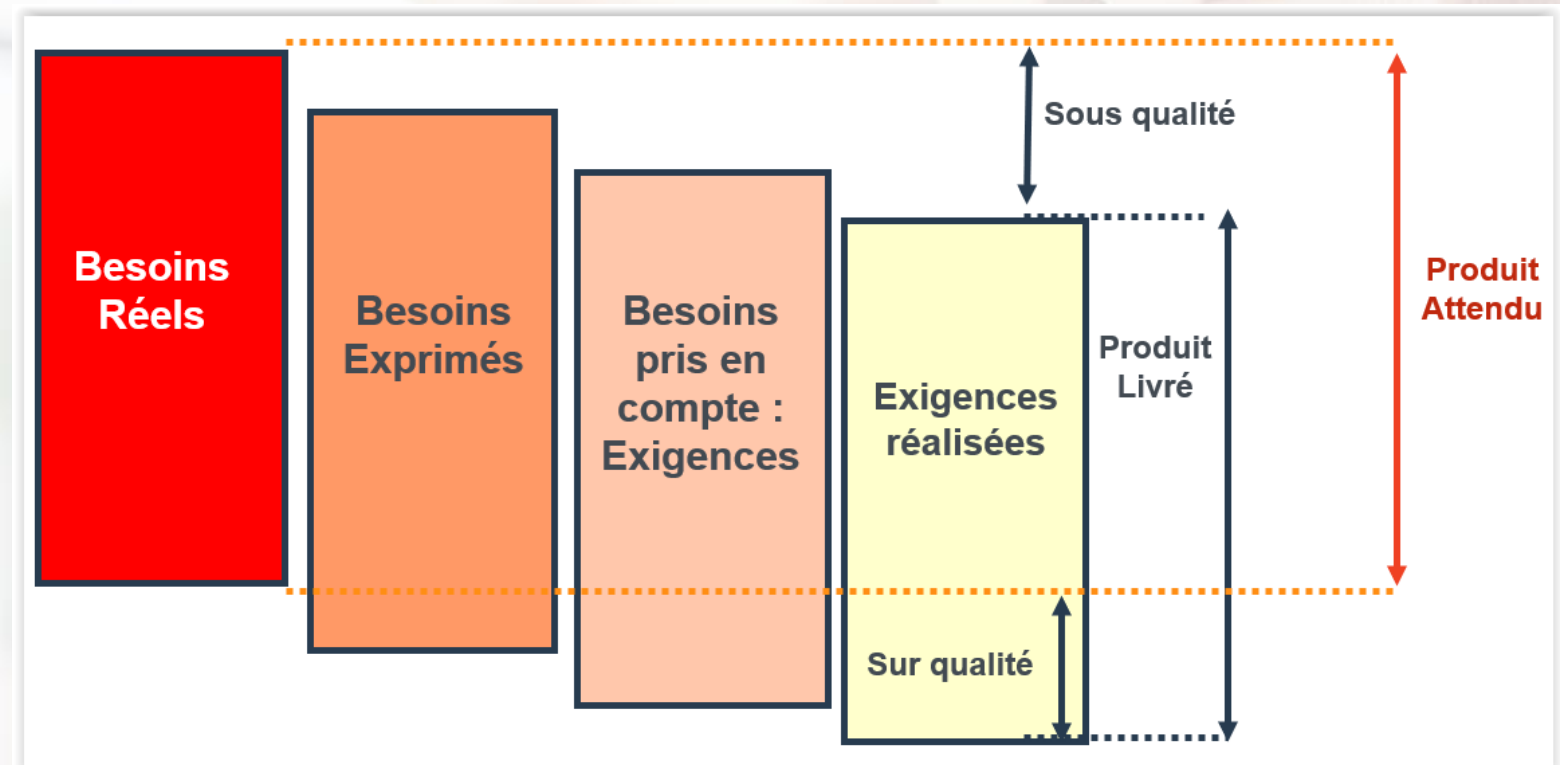 Besoins
Réels
Besoins
Exprimés
Besoins
pris en
compte :
Exigences
Exigences
réalisées
Sous qualité
Sur qualité
Produit
Livré
Produit
Attendu